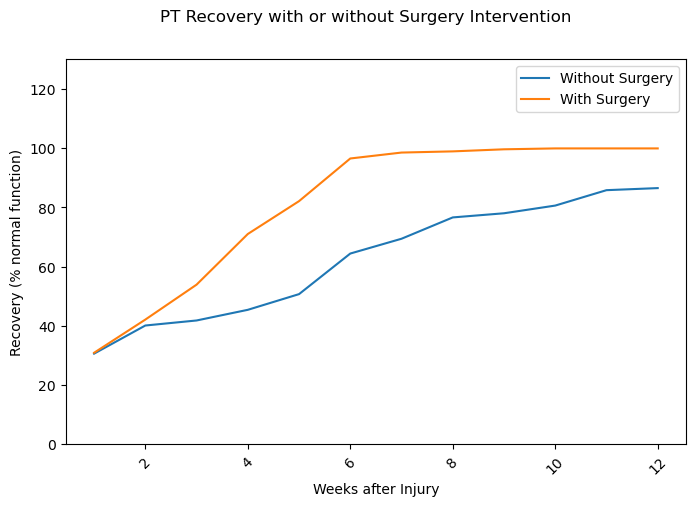 PT Recovery with or without Surgery Intervention
120
100
80
60
40
20
0
Recovery (% normal function)
Without Surgery
With Surgery
2
4
6
8
10
12
Weeks after Injury